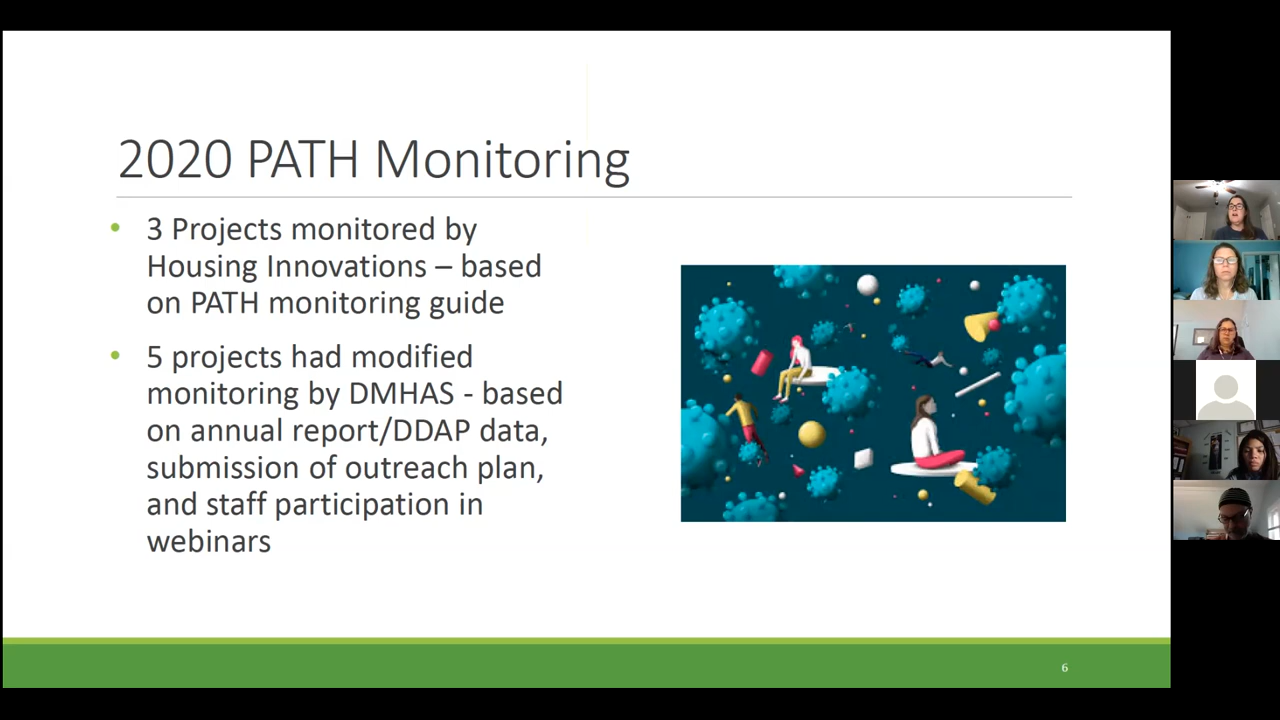 2020 PATH Monitoring
• 3 Projects monitored by
Housing Innovations – based
on PATH monitoring guide
• 5 projects had modified
monitoring by DMHAS - based
on annual report/DDAP data,
submission of outreach plan,
and staff participation in
webinars
6